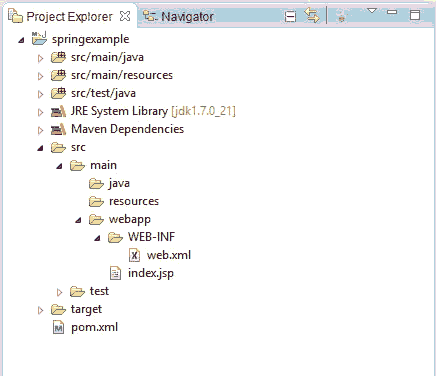 Project Explorer Navigator
springexample
src/main/java
src/main/resources
src/test/java
JRE System Library [jdk1.7.0_21]
Maven Dependencies
src
main
java
resources
webapp
WEB-INF
web.xml
index.jsp
test
target
pom.xml